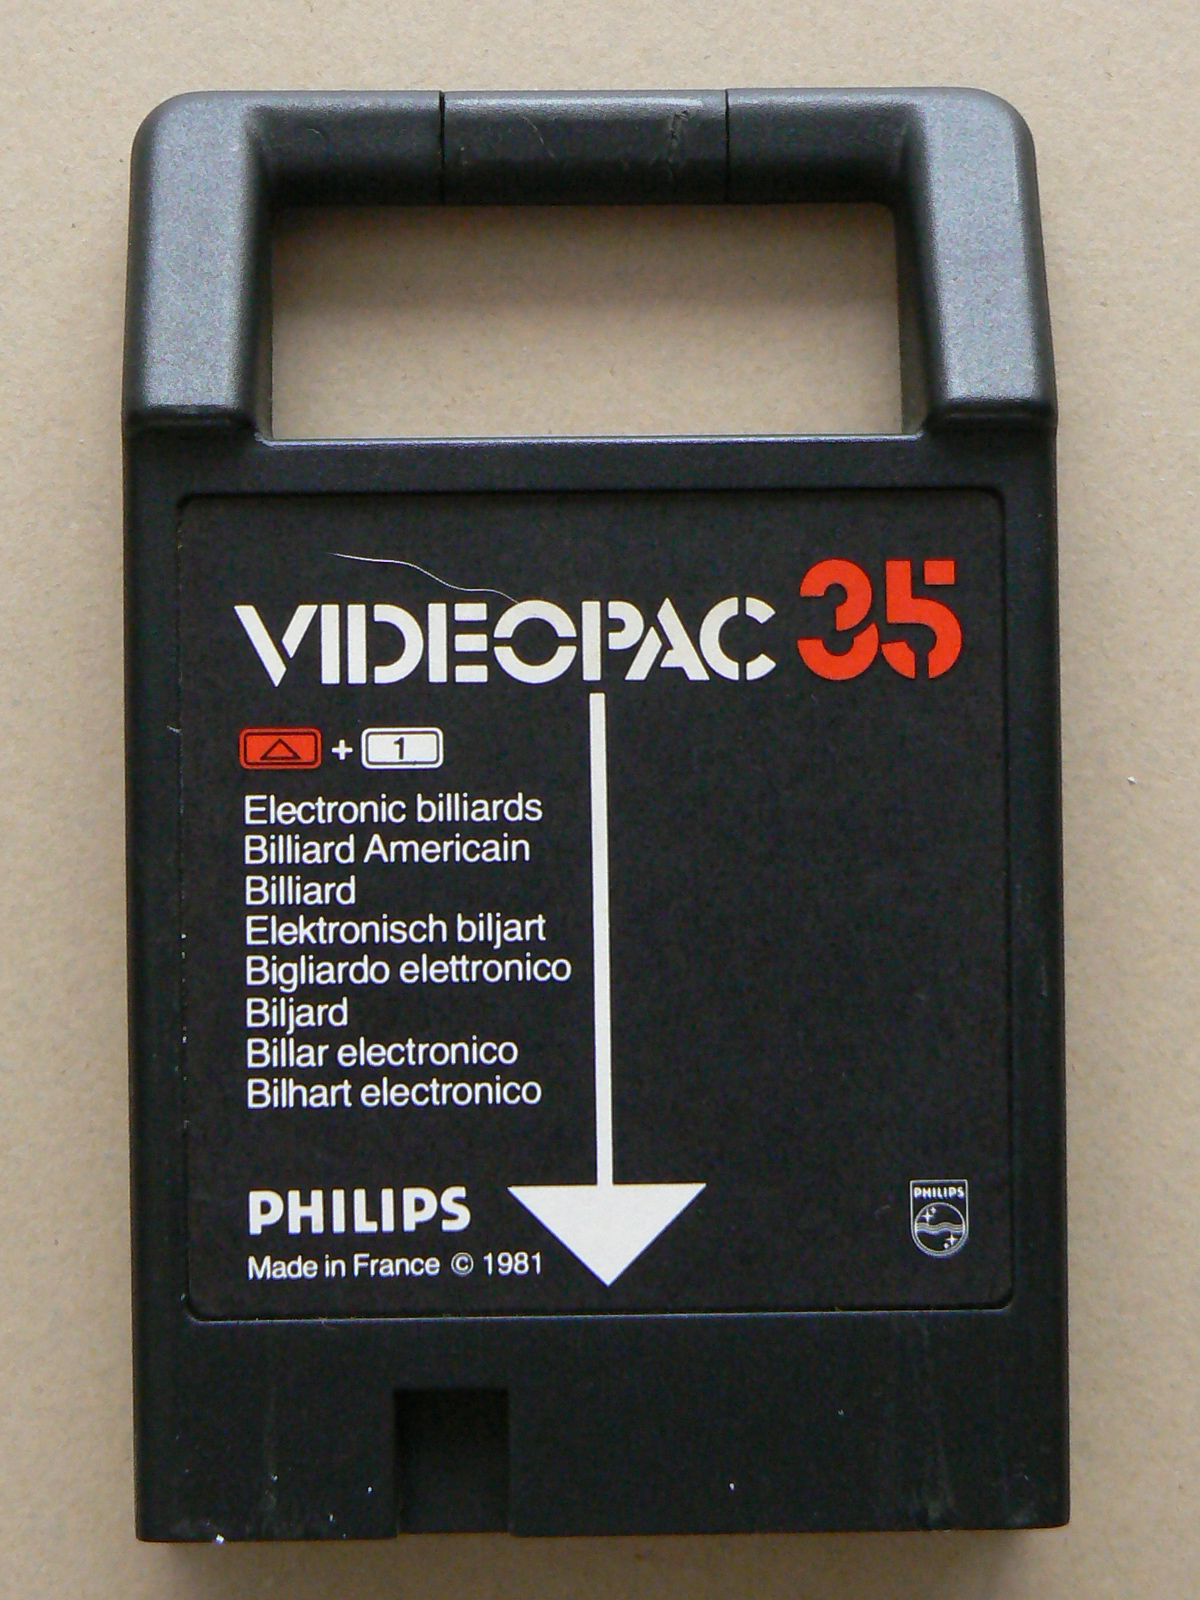 VIDEOPAC 35
+ 1
Electronic billiards
Billiard Americain
Billiard
Elektronisch biljart
Bigliardo elettronico
Biljard
Billar electronico
Bilhart electronico
PHILIPS
PHILIPS
Made in France © 1981